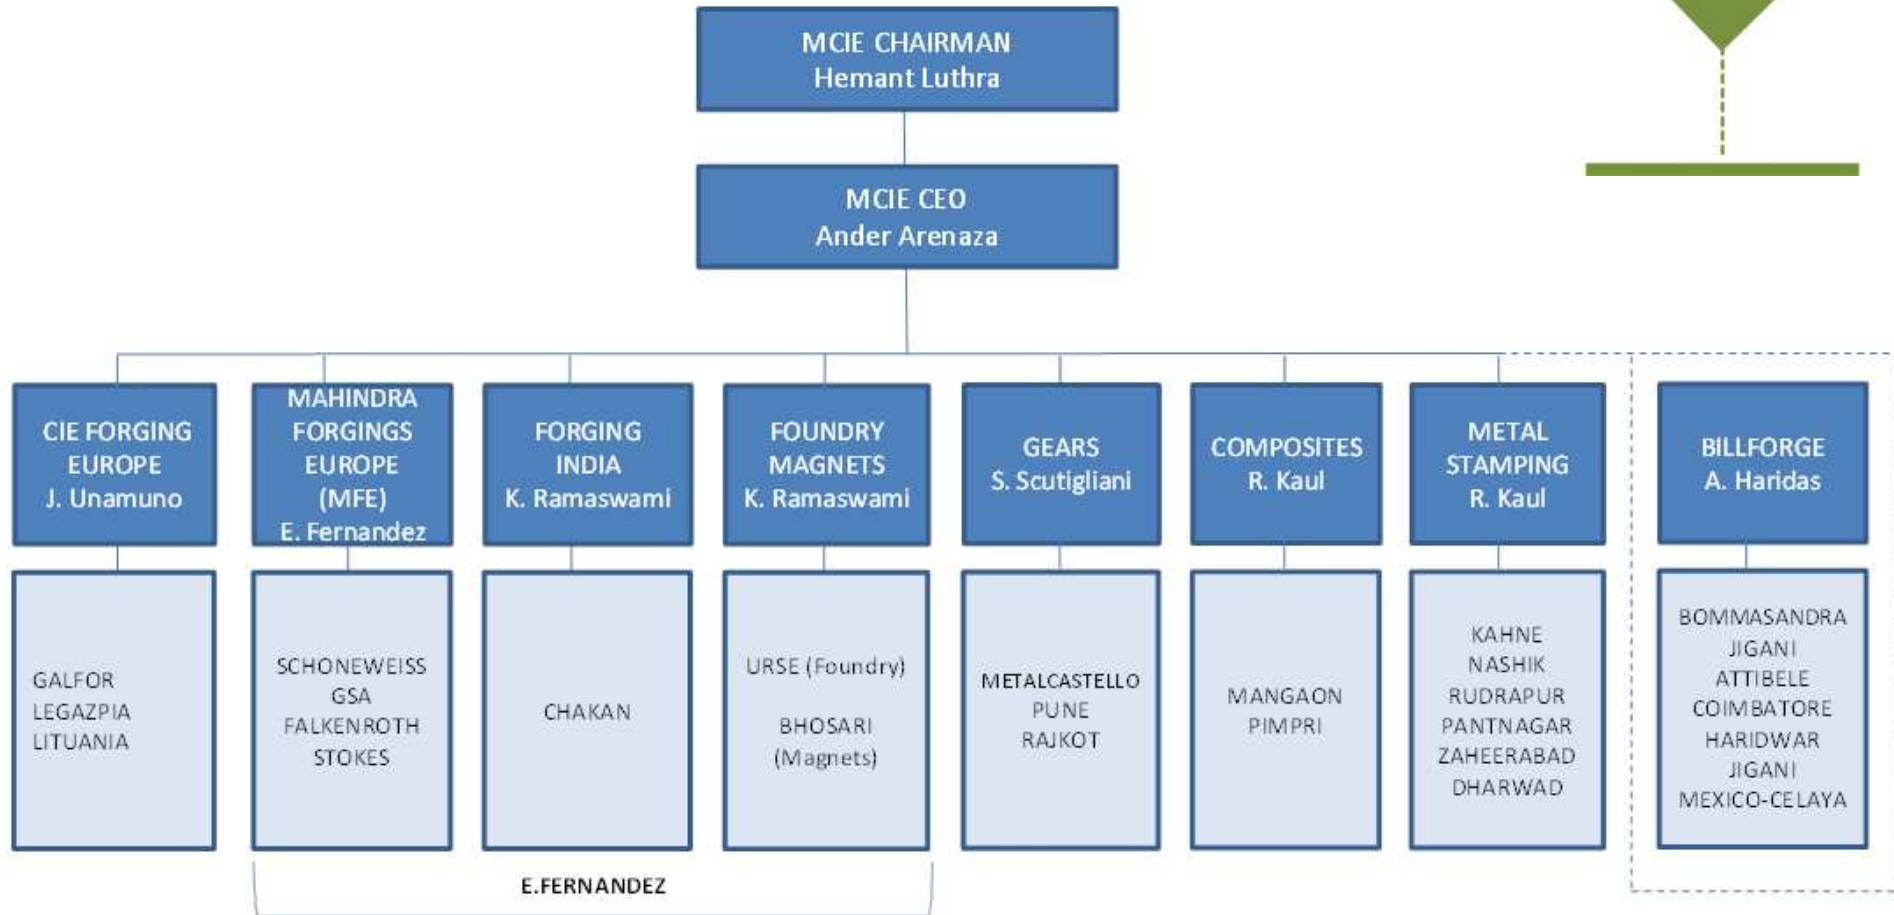 MCIE CHAIRMAN
Hemant Luthra
MCIE CEO
Ander Arenaza
CIE FORGING
EUROPE
J. Unamuno
MAHINDRA
FORGINGS
EUROPE
(MFE)
E. Fernandez
FORGING
INDIA
K. Ramaswami
FOUNDRY
MAGNETS
K. Ramaswami
GEARS
S. Scutigliani
COMPOSITES
R. Kaul
METAL
STAMPING
R. Kaul
BILLFORGE
A. Haridas
GALFOR
LEGAZPIA
LITUANIA
SCHONEWEISS
GSA
FALKENROTH
STOKES
CHAKAN
URSE (Foundry)
BHOSARI
(Magnets)
METALCASTELLO
PUNE
RAJKOT
MANGAON
PIMPRI
KAHNE
NASHIK
RUDRAPUR
PANTNAGAR
ZAHEERABAD
DHARWAD
BOMMASANDRA
JIGANI
ATTIBELE
COIMBATORE
HARIDWAR
JIGANI
MEXICO-CELAYA
E.FERNANDEZ